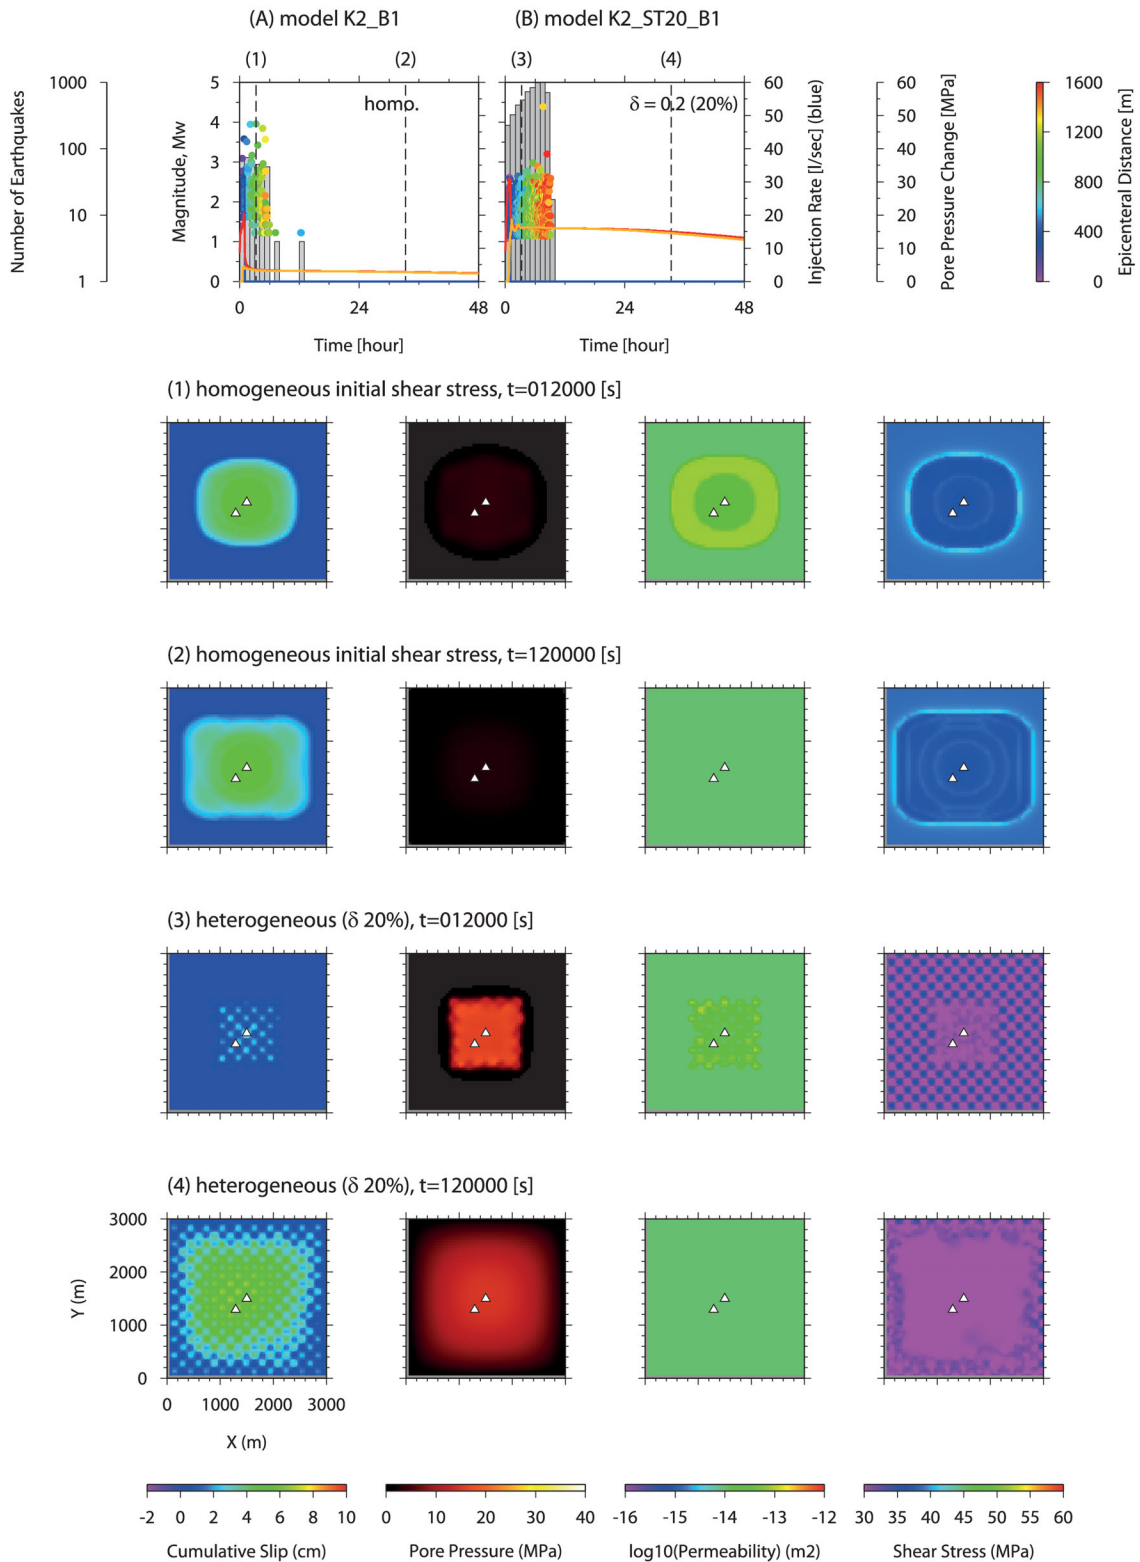 (A) model K2_B1
(B) model K2_ST20_B1
(1)
(2)
(3)
(4)
Number of Earthquakes
1000
100
10
1
Magnitude, Mw
5
4
3
2
1
0
homo.
δ = 0.2 (20%)
60
50
40
30
20
10
0
Injection Rate [l/sec] (blue)
60
50
40
30
20
10
0
Pore Pressure Change [MPa]
1600
1200
800
400
0
Epicenteral Distance [m]
0
24
48
0
24
48
Time [hour]
Time [hour]
(1) homogeneous initial shear stress, t=012000 [s]
(2) homogeneous initial shear stress, t=120000 [s]
(3) heterogeneous (δ 20%), t=012000 [s]
(4) heterogeneous (δ 20%), t=120000 [s]
3000
2000
1000
0
Y (m)
0
1000
2000
3000
X (m)
-2 0 2 4 6 8 10
0 10 20 30 40
-16 -15 -14 -13 -12
30 35 40 45 50 55 60
Cumulative Slip (cm)
Pore Pressure (MPa)
log10(Permeability) (m2)
Shear Stress (MPa)